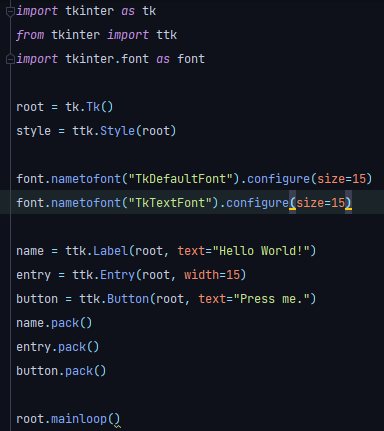 import tkinter as tk
from tkinter import ttk
import tkinter.font as font
root = tk.Tk()
style = ttk.Style(root)
font.nametofont("TkDefaultFont").configure(size=15)
font.nametofont("TkTextFont").configure(size=15)
name = ttk.Label(root, text="Hello World!")
entry = ttk.Entry(root, width=15)
button = ttk.Button(root, text="Press me.")
name.pack()
entry.pack()
button.pack()
root.mainloop()